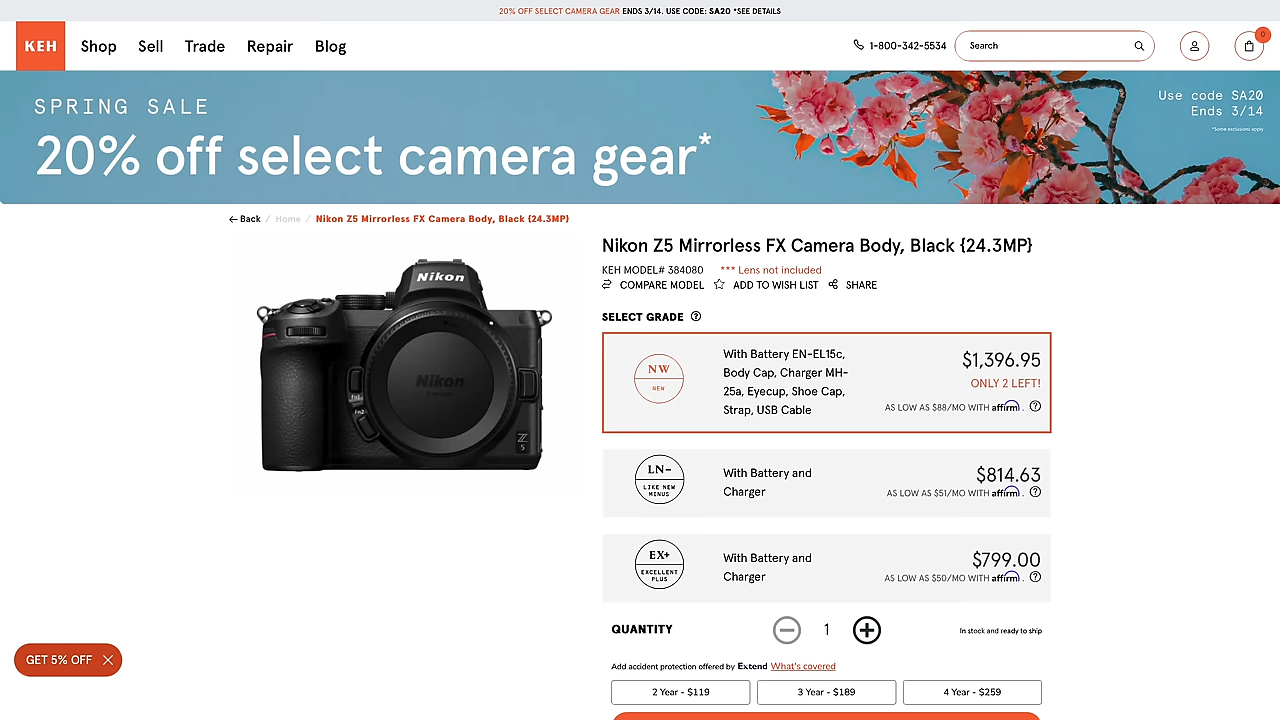 20% OFF SELECT CAMERA GEAR ENDS 3/14. USE CODE: SA20 *SEE DETAILS
KEH
Shop Sell Trade Repair Blog
1-800-342-5534
Search
0
SPRING SALE
20% off select camera gear*
Use code SA20
Ends 3/14
*Some exclusions apply
Back / Home / Nikon Z5 Mirrorless FX Camera Body, Black {24.3MP}
Nikon
Nikon
Fn1
Fn2
Z
5
Nikon Z5 Mirrorless FX Camera Body, Black {24.3MP}
KEH MODEL# 384080 *** Lens not included
COMPARE MODEL ADD TO WISH LIST SHARE
SELECT GRADE
NW
NEW
With Battery EN-EL15c,
Body Cap, Charger MH-
25a, Eyecup, Shoe Cap,
Strap, USB Cable
$1,396.95
ONLY 2 LEFT!
AS LOW AS $88/MO WITH affirm.
LN-
LIKE NEW
MINUS
With Battery and
Charger
$814.63
AS LOW AS $51/MO WITH affirm.
EX+
EXCELLENT
PLUS
With Battery and
Charger
$799.00
AS LOW AS $50/MO WITH affirm.
QUANTITY
1
In stock and ready to ship
GET 5% OFF
Add accident protection offered by Extend What's covered
2 Year - $119
3 Year - $189
4 Year - $259